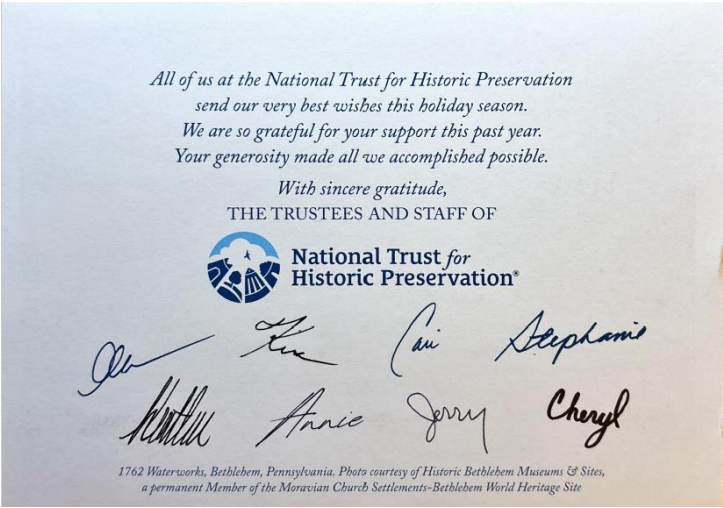 All of us at the National Trust for Historic Preservation
send our very best wishes this holiday season.
We are so grateful for your support this past year.
Your generosity made all we accomplished possible.
With sincere gratitude,
THE TRUSTEES AND STAFF OF
National Trust for
Historic Preservation®
Cari Stephanie
Annie Jerry Cheryl
1762 Waterworks, Bethlehem, Pennsylvania. Photo courtesy of Historic Bethlehem Museums & Sites,
a permanent Member of the Moravian Church Settlements–Bethlehem World Heritage Site